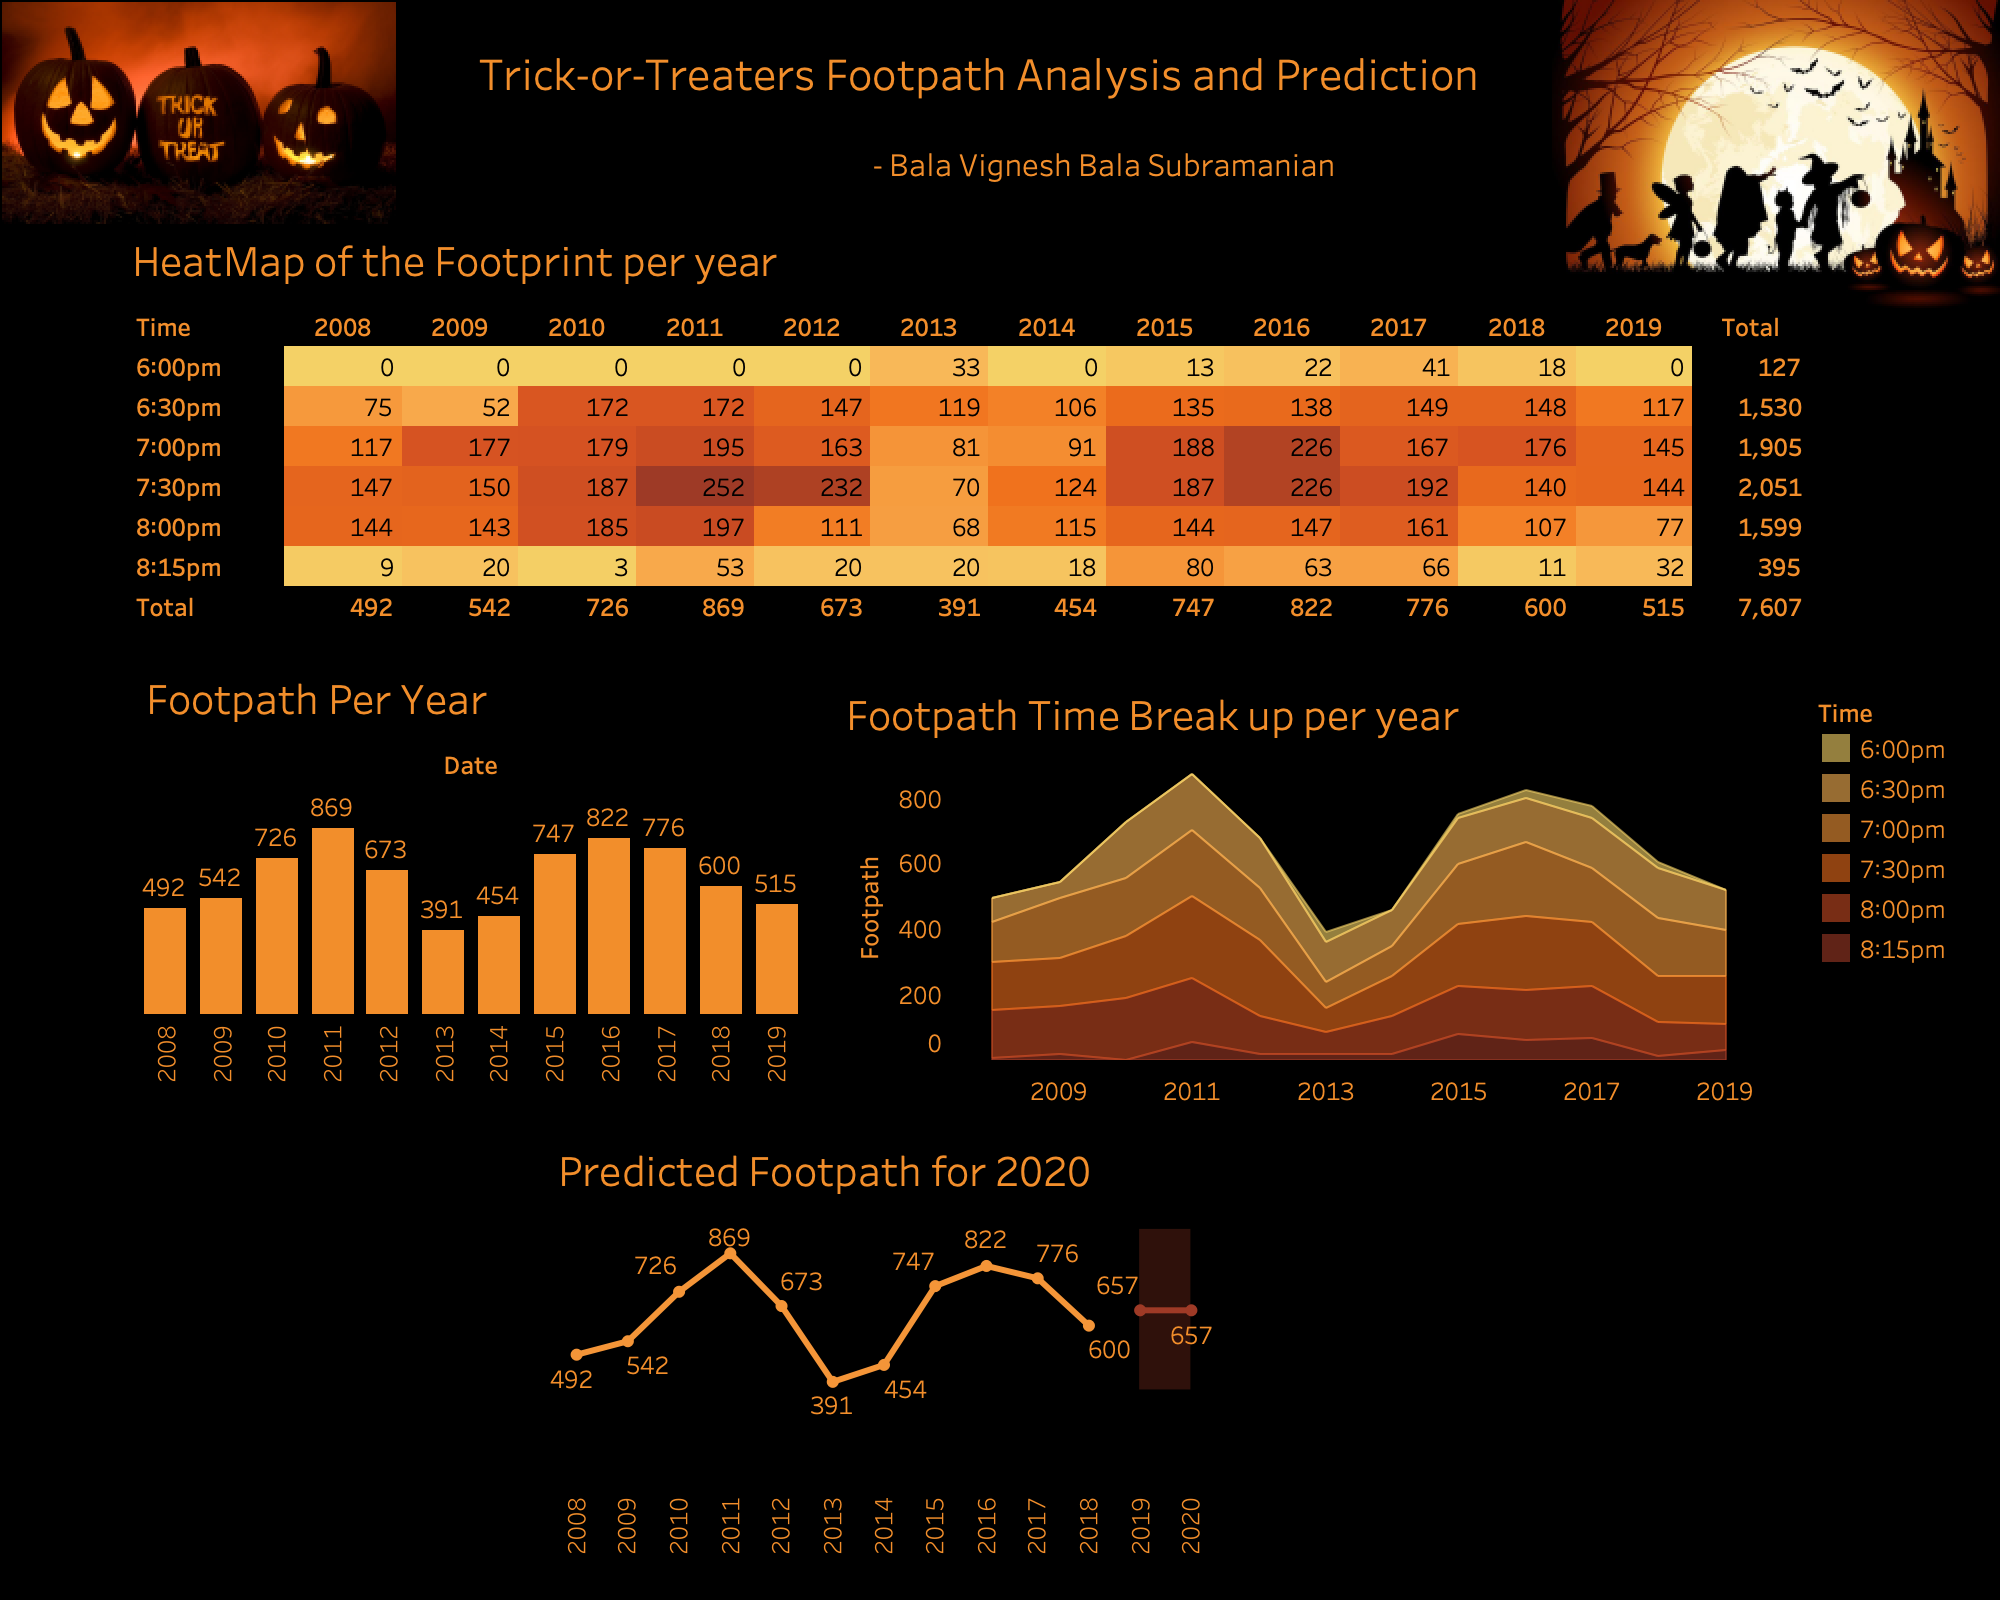 TRICK
OR
TREAT
Trick-or-Treaters Footpath Analysis and Prediction
- Bala Vignesh Bala Subramanian
HeatMap of the Footprint per year
Time 2008 2009 2010 2011 2012 2013 2014 2015 2016 2017 2018 2019 Total
6:00pm 0 0 0 0 0 33 0 13 22 41 18 0 127
6:30pm 75 52 172 172 147 119 106 135 138 149 148 117 1,530
7:00pm 117 177 179 195 163 81 91 188 226 167 176 145 1,905
7:30pm 147 150 187 252 232 70 124 187 226 192 140 144 2,051
8:00pm 144 143 185 197 111 68 115 144 147 161 107 77 1,599
8:15pm 9 20 3 53 20 20 18 80 63 66 11 32 395
Total 492 542 726 869 673 391 454 747 822 776 600 515 7,607
Footpath Per Year
Date
492 542 726 869 673 391 454 747 822 776 600 515
2008 2009 2010 2011 2012 2013 2014 2015 2016 2017 2018 2019
Footpath Time Break up per year
Footpath
800
600
400
200
0
2009 2011 2013 2015 2017 2019
Time
6:00pm
6:30pm
7:00pm
7:30pm
8:00pm
8:15pm
Predicted Footpath for 2020
492 542 726 869 673 391 454 747 822 776 600 657 657
2008 2009 2010 2011 2012 2013 2014 2015 2016 2017 2018 2019 2020